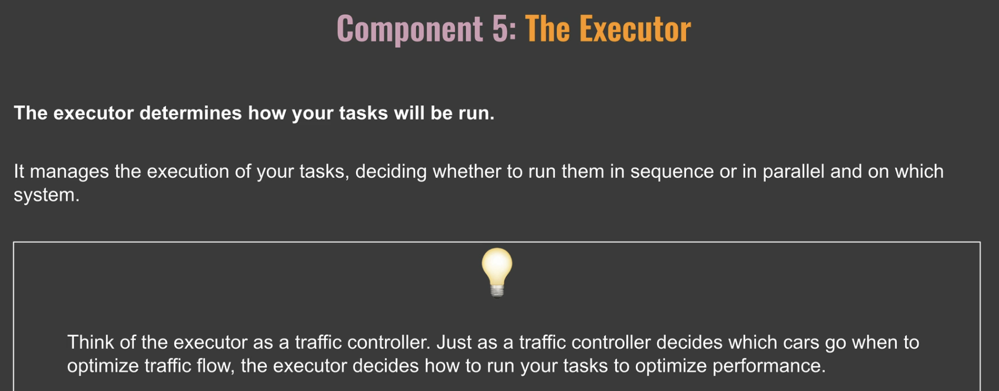 Component 5: The Executor
The executor determines how your tasks will be run.
It manages the execution of your tasks, deciding whether to run them in sequence or in parallel and on which
system.
Think of the executor as a traffic controller. Just as a traffic controller decides which cars go when to
optimize traffic flow, the executor decides how to run your tasks to optimize performance.